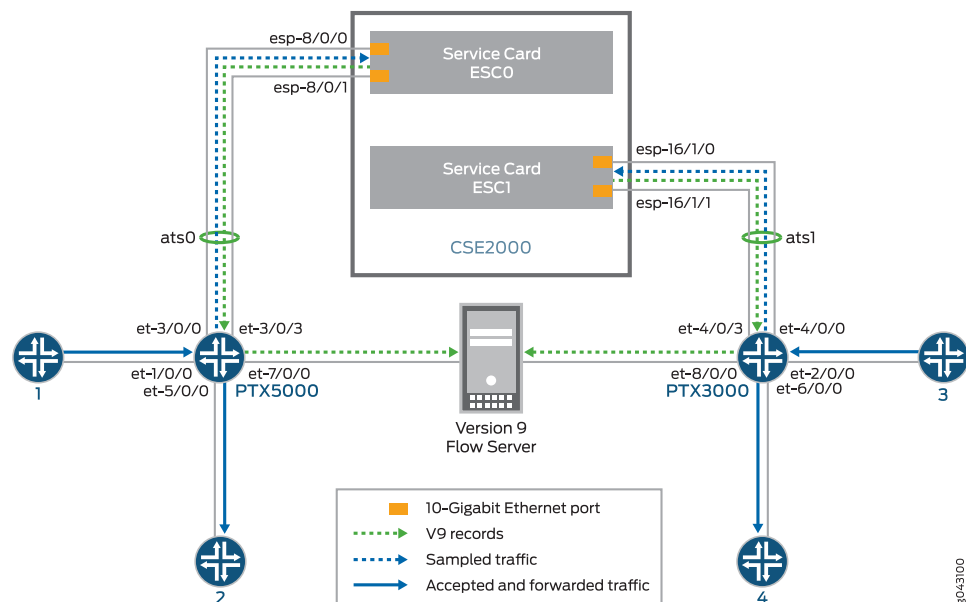 esp-8/0/0
Service Card
ESC0
esp-8/0/1
esp-16/1/0
Service Card
ESC1
esp-16/1/1
ats0
CSE2000
ats1
et-3/0/0
et-3/0/3
et-4/0/3
et-4/0/0
et-1/0/0
et-7/0/0
et-8/0/0
et-2/0/0
et-5/0/0
PTX5000
PTX3000
et-6/0/0
1
3
Version 9
Flow Server
10-Gigabit Ethernet port
V9 records
Sampled traffic
Accepted and forwarded traffic
2
4
g043100